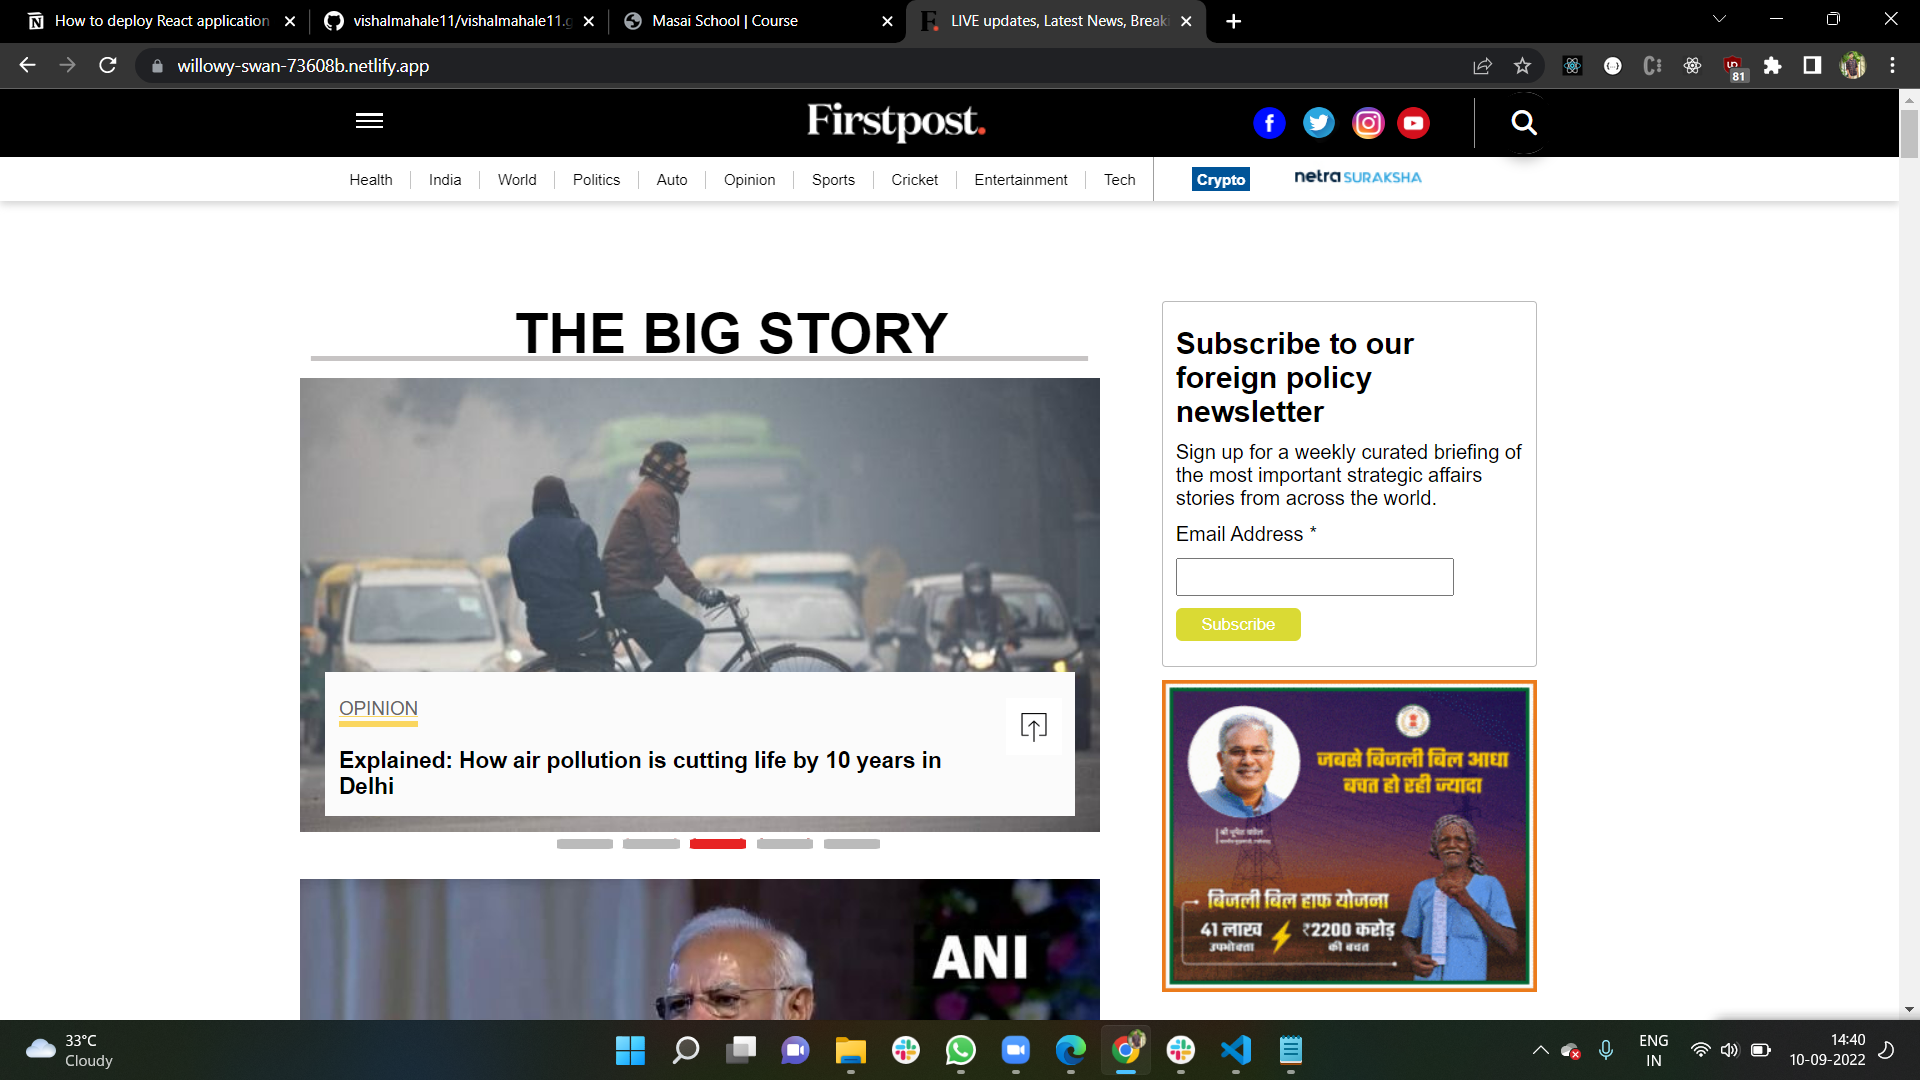 How to deploy React application
vishalmahale11/vishalmahale11.g
Masai School | Course
LIVE updates, Latest News, Breaki
willowy-swan-73608b.netlify.app
81
Firstpost.
Health
India
World
Politics
Auto
Opinion
Sports
Cricket
Entertainment
Tech
Crypto
netra SURAKSHA
THE BIG STORY
OPINION
Explained: How air pollution is cutting life by 10 years in
Delhi
ANI
Subscribe to our
foreign policy
newsletter
Sign up for a weekly curated briefing of
the most important strategic affairs
stories from across the world.
Email Address *
Subscribe
जबसे बिजली बिल आधा
बचत हो रही ज्यादा
बिजली बिल हाफ योजना
41 लाख
उपभोक्ता
₹2200 करोड़
की बचत
33°C
Cloudy
ENG
IN
14:40
10-09-2022